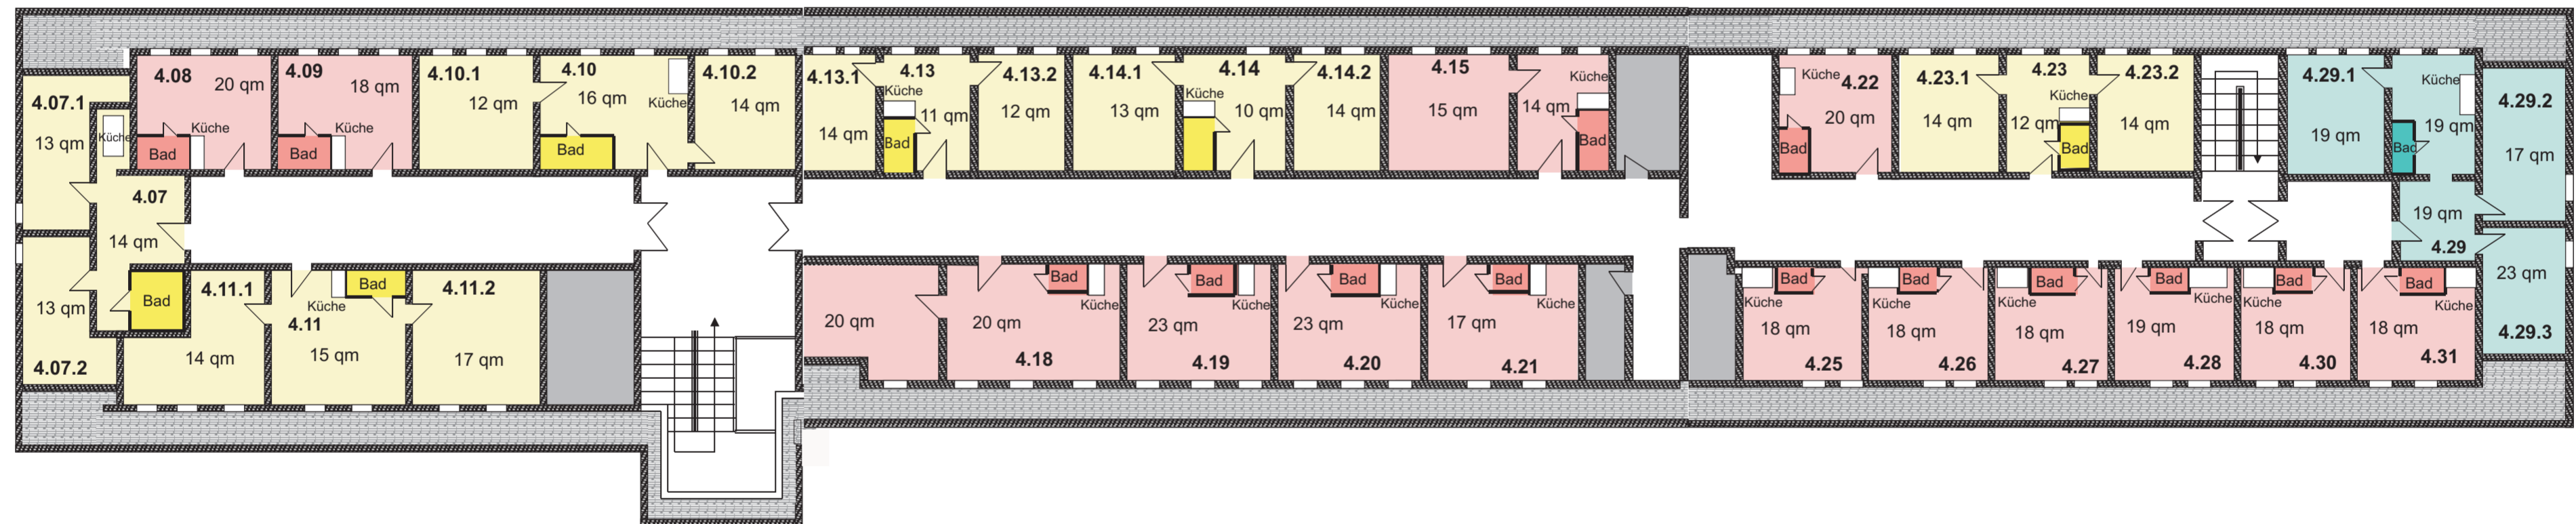 4.07.1
13 qm
Küche
4.07
14 qm
13 qm
4.07.2
Bad
4.08
20 qm
Küche
Bad
4.09
18 qm
Küche
Bad
4.10.1
12 qm
4.10
16 qm
Küche
Bad
4.10.2
14 qm
4.11.1
14 qm
Bad
Küche
4.11
15 qm
4.11.2
17 qm
4.13.1
14 qm
4.13
Küche
11 qm
Bad
4.13.2
12 qm
4.14.1
13 qm
4.14
Küche
10 qm
4.14.2
14 qm
4.15
15 qm
Küche
14 qm
Bad
20 qm
Bad
Küche
20 qm
4.18
Bad
Küche
23 qm
4.19
Bad
Küche
23 qm
4.20
Bad
Küche
17 qm
4.21
Küche
4.22
20 qm
Bad
4.23.1
14 qm
4.23
Küche
12 qm
Bad
4.23.2
14 qm
4.29.1
19 qm
Küche
19 qm
Bad
19 qm
4.29
4.29.2
17 qm
23 qm
4.29.3
Bad
Küche
18 qm
4.25
Bad
Küche
18 qm
4.26
Bad
Küche
18 qm
4.27
Bad
Küche
19 qm
4.28
Bad
Küche
18 qm
4.30
Bad
Küche
18 qm
4.31